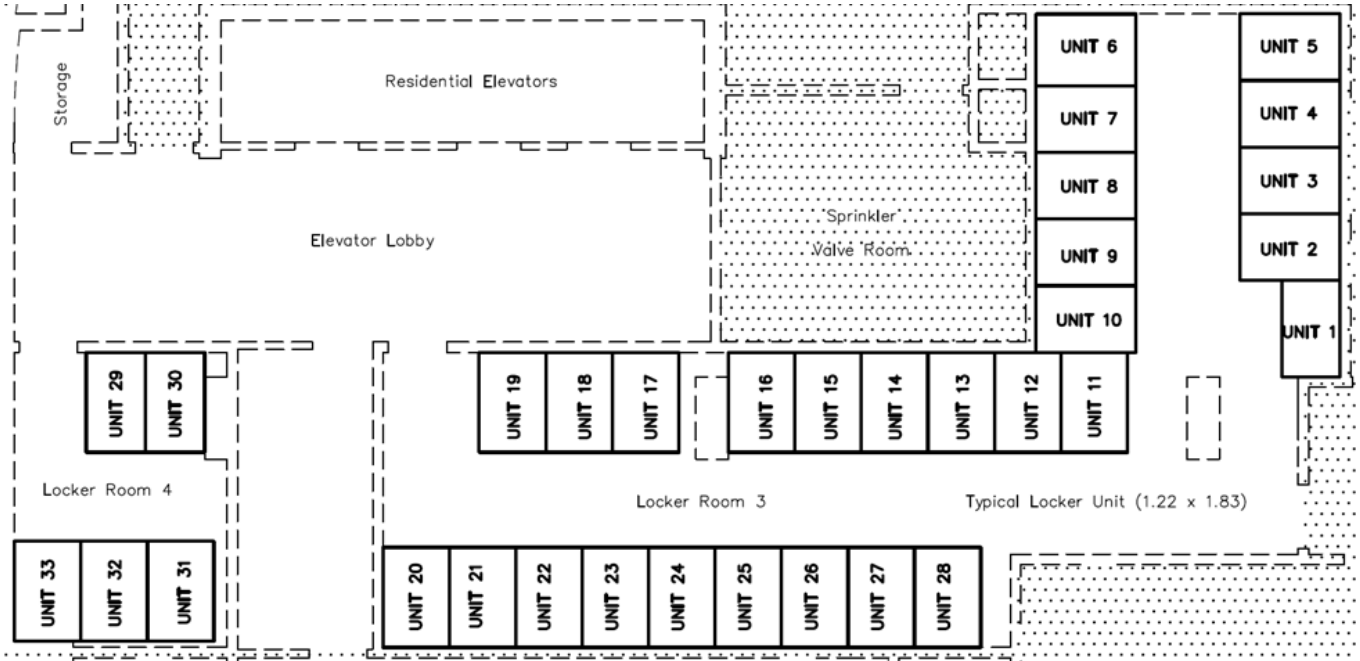 Storage
Residential Elevators
UNIT 6
UNIT 5
UNIT 7
UNIT 4
UNIT 8
UNIT 3
Sprinkler
Valve Room
Elevator Lobby
UNIT 9
UNIT 2
UNIT 10
UNIT 1
UNIT 29
UNIT 30
UNIT 19
UNIT 18
UNIT 17
UNIT 16
UNIT 15
UNIT 14
UNIT 13
UNIT 12
UNIT 11
Locker Room 4
Locker Room 3
Typical Locker Unit (1.22 x 1.83)
UNIT 33
UNIT 32
UNIT 31
UNIT 20
UNIT 21
UNIT 22
UNIT 23
UNIT 24
UNIT 25
UNIT 26
UNIT 27
UNIT 28